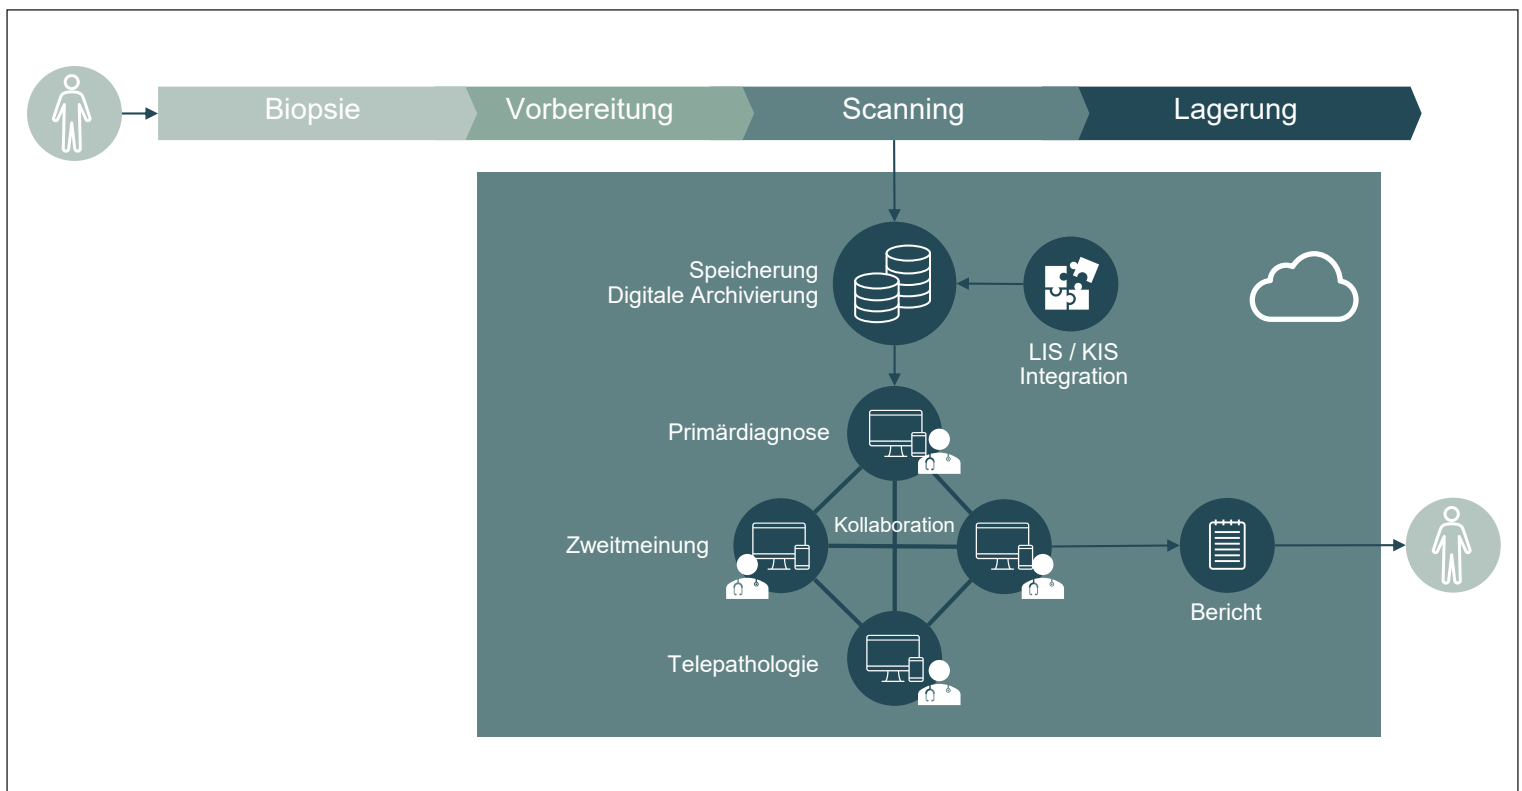 Biopsie
Vorbereitung
Scanning
Lagerung
Speicherung
Digitale Archivierung
LIS / KIS
Integration
Primärdiagnose
Kollaboration
Zweitmeinung
Bericht
Telepathologie